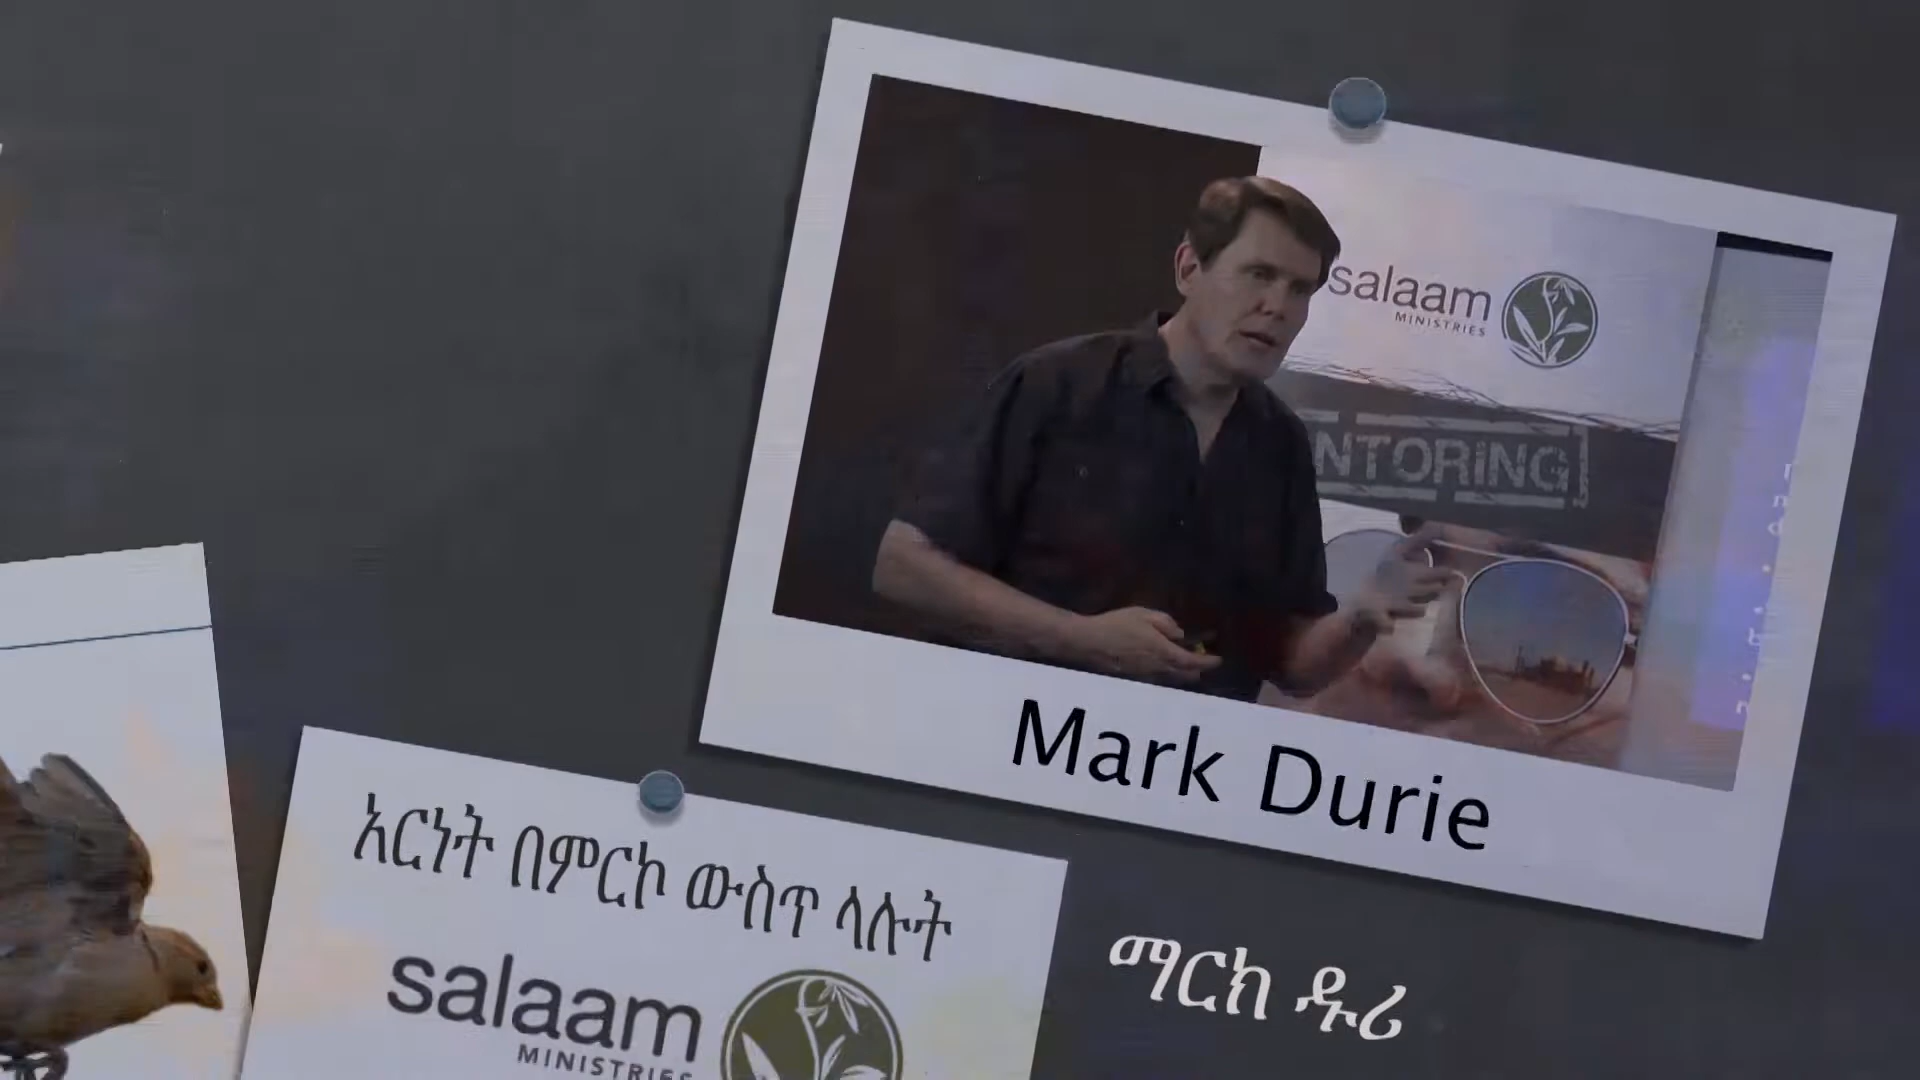 salaam
MINISTRIES
NTORING
Mark Durie
አርነት በምርኮ ውስጥ ላሉት
salaam
MINISTRIES
ማርክ ዱሪ